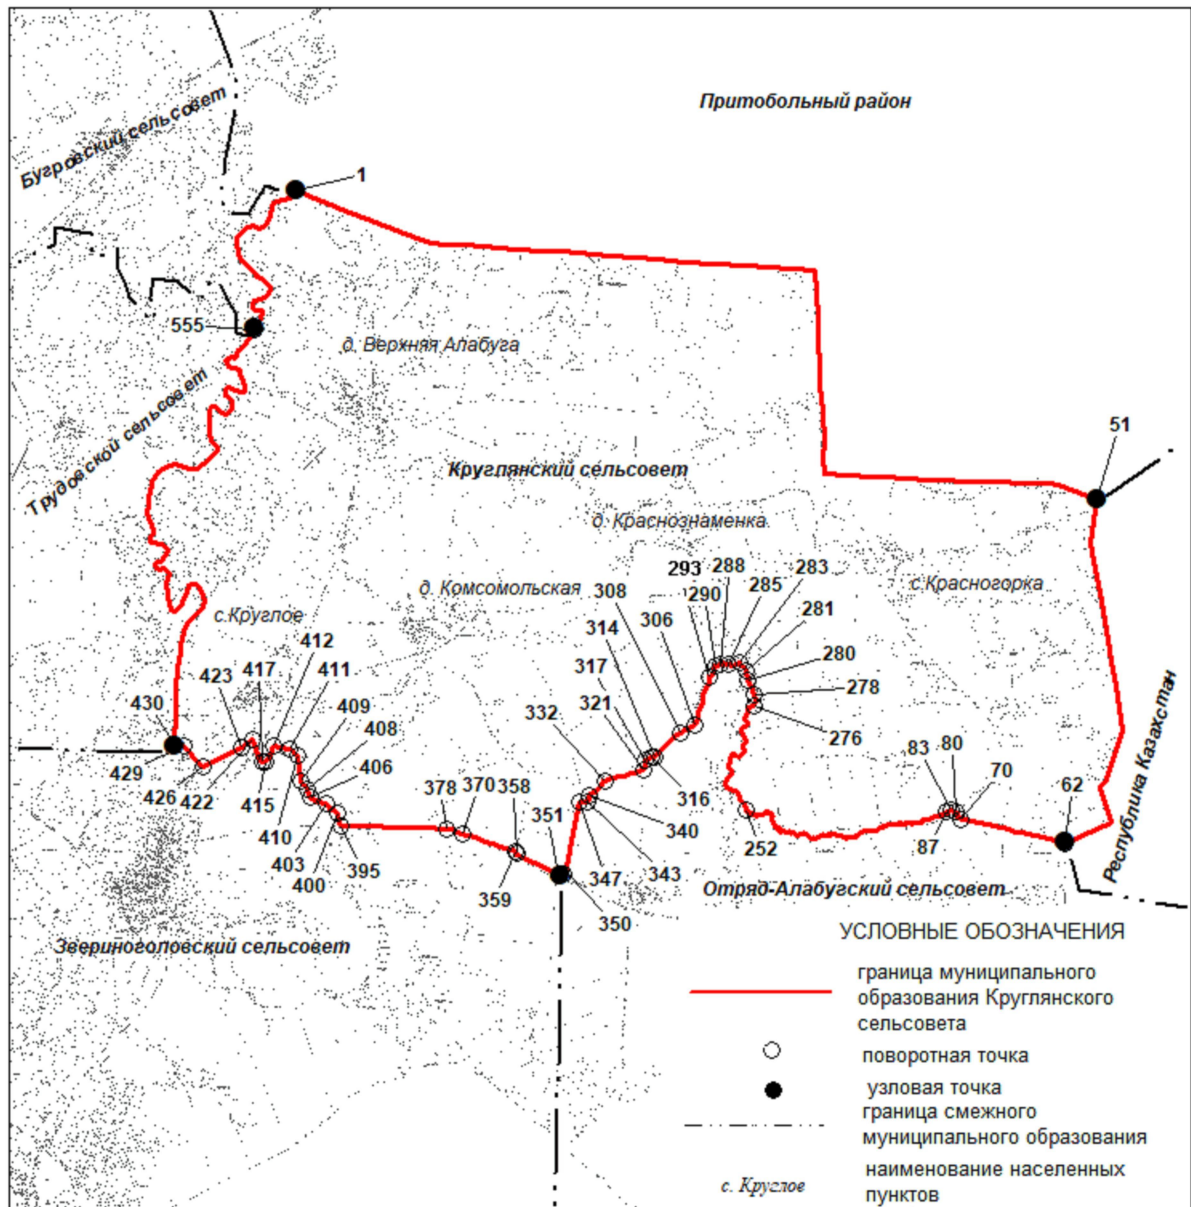 Притобольный район
Бугровский сельсовет
1
555
д. Верхняя Алабуга
Трудовской сельсовет
51
Круглянский сельсовет
д. Краснознаменка
293
288
283
285
с.Красногорка
308
290
д. Комсомольская
281
с.Круглое
314
306
412
280
317
417
411
423
278
430
321
409
332
276
408
83
80
70
62
429
406
316
Республика Казахстан
426
422
415
378
370
358
351
340
410
252
87
403
395
343
400
359
347
Отряд-Алабугский сельсовет
350
Звериноголовский сельсовет
УСЛОВНЫЕ ОБОЗНАЧЕНИЯ
граница муниципального
образования Круглянского
сельсовета
поворотная точка
узловая точка
граница смежного
муниципального образования
наименование населенных
пунктов
с. Круглое